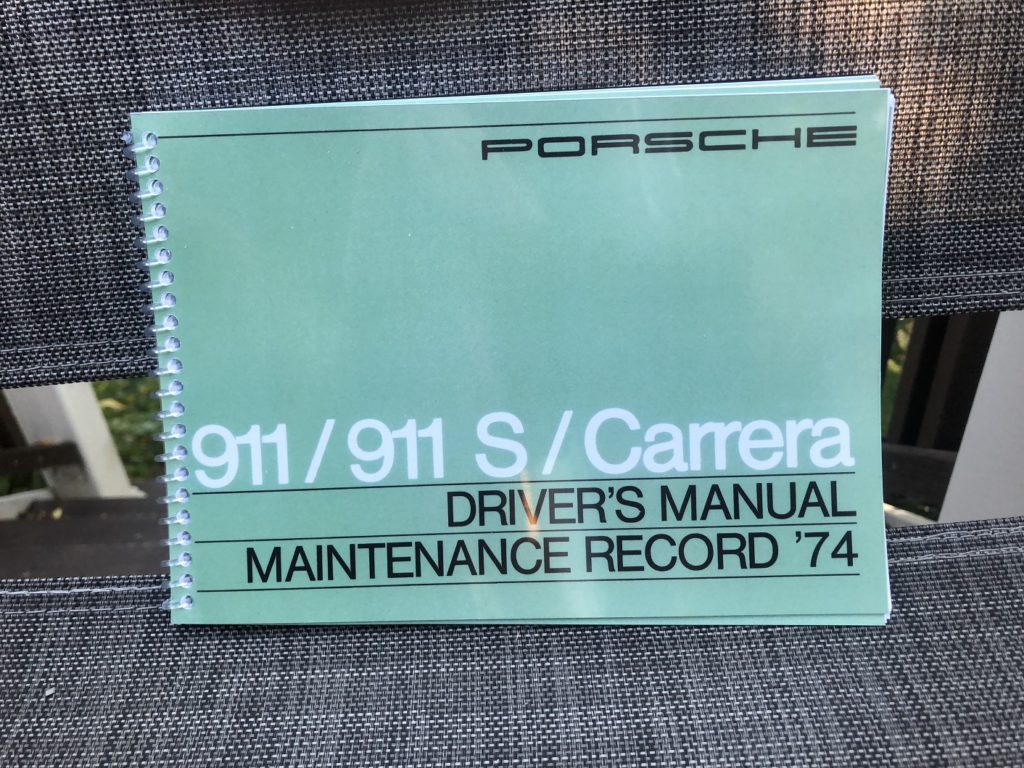 PORSCHE
911 / 911 S / Carrera
DRIVER'S MANUAL
MAINTENANCE RECORD '74